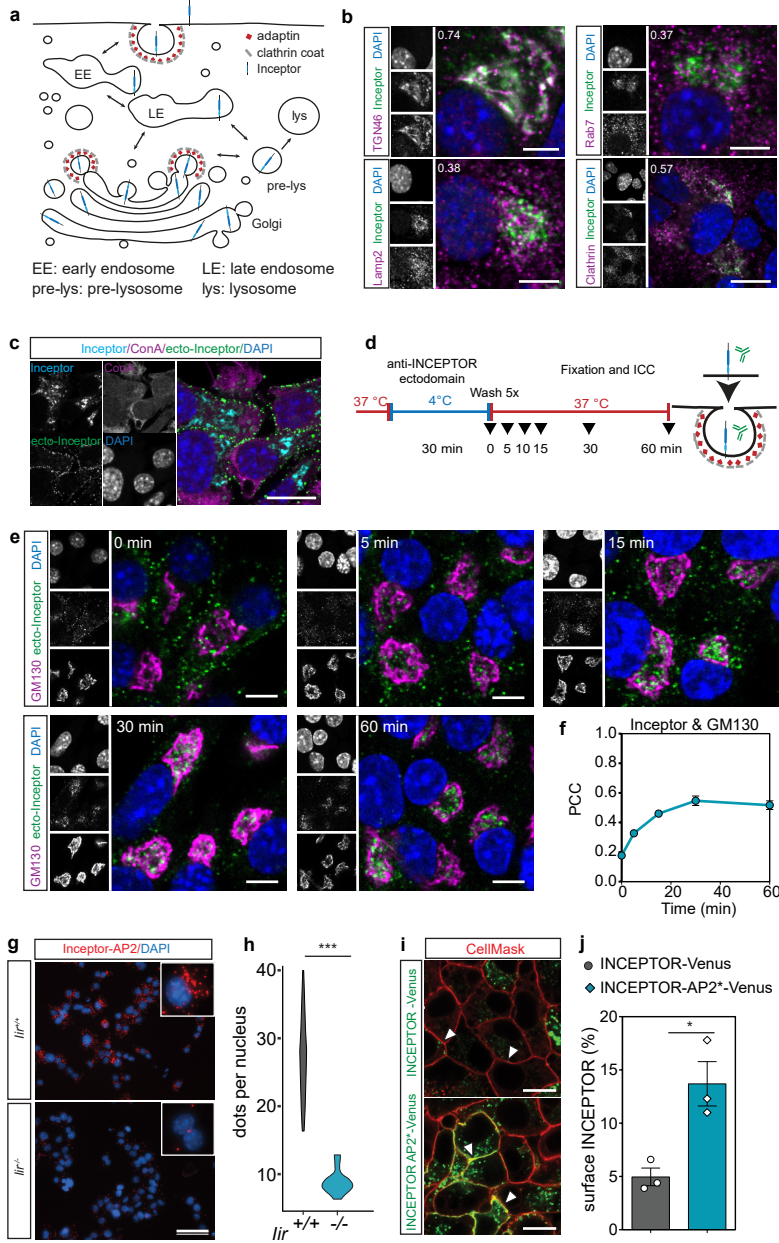 a
adaptin
clathrin coat
Inceptor
EE
LE
lys
pre-lys
Golgi
EE: early endosome LE: late endosome
pre-lys: pre-lysosome lys: lysosome
b
TGN46 Inceptor DAPI
0.74
Rab7 Inceptor DAPI
0.37
Lamp2 Inceptor DAPI
0.38
Clathrin Inceptor DAPI
0.57
c
Inceptor/ConA/ecto-Inceptor/DAPI
Inceptor
ConA
ecto-Inceptor
DAPI
d
anti-INCEPTOR
ectodomain
Wash 5x
Fixation and ICC
37 °C
4°C
37 °C
30 min
0 5 10 15 30 60 min
e
GM130 ecto-Inceptor DAPI
0 min
5 min
15 min
GM130 ecto-Inceptor DAPI
30 min
60 min
f
Inceptor & GM130
PCC
1.0
0.8
0.6
0.4
0.2
0.0
0 20 40 60
Time (min)
g
Inceptor-AP2/DAPI
lir+/+
lir-/-
h
***
dots per nucleus
40
30
20
10
lir +/+ -/-
i
CellMask
INCEPTOR -Venus
INCEPTOR AP2*-Venus
j
INCEPTOR-Venus
INCEPTOR-AP2*-Venus
surface INCEPTOR (%)
20
15
10
5
0
*